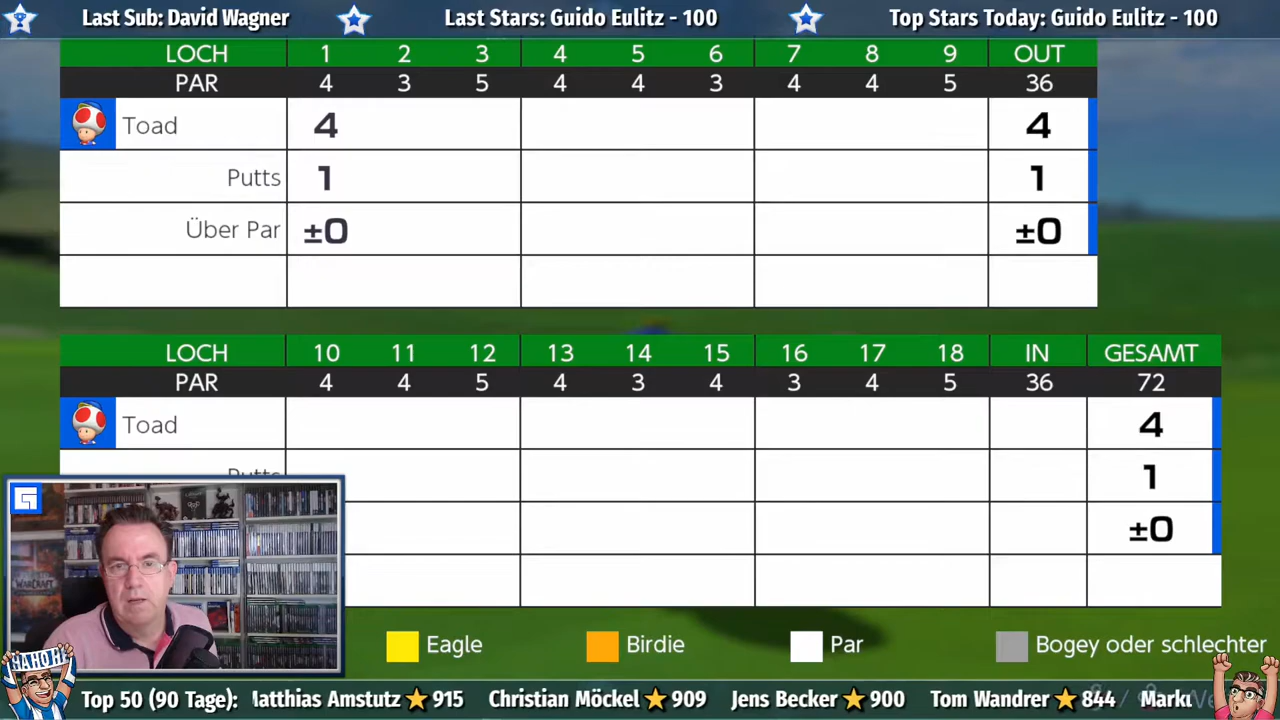 Last Sub: David Wagner Last Stars: Guido Eulitz - 100 Top Stars Today: Guido Eulitz - 100
LOCH 1 2 3 4 5 6 7 8 9 OUT
PAR 4 3 5 4 4 3 4 4 5 36
Toad 4 4
Putts 1 1
Über Par ±0 ±0
LOCH 10 11 12 13 14 15 16 17 18 IN GESAMT
PAR 4 4 5 4 3 4 3 4 5 36 72
Toad 4
Putts 1
±0
WARCRAFT
Eagle Birdie Par Bogey oder schlechter
HAHOHE
Top 50 (90 Tage): Matthias Amstutz 915 Christian Möckel 909 Jens Becker 900 Tom Wandrer 844 Marku